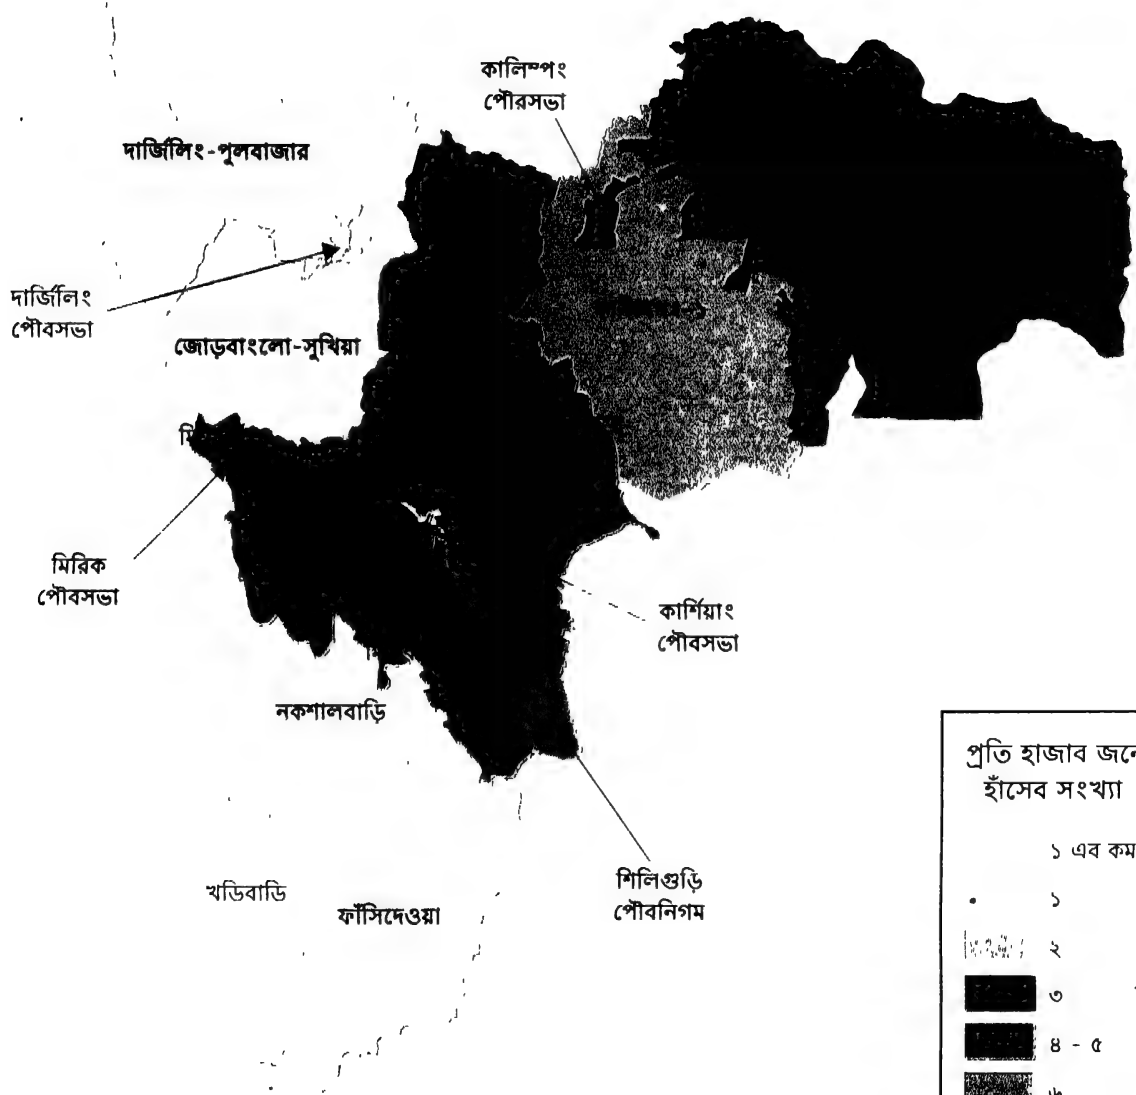 কালিম্পং
পৌরসভা
দার্জিলিং-পুলবাজার
দার্জিলিং
পৌবসভা
জোড়বাংলো-সুখিয়া
মিরিক
পৌবসভা
কার্শিয়াং
পৌবসভা
নকশালবাড়ি
শিলিগুড়ি
পৌবনিগম
খডিবাডি
ফাঁসিদেওয়া
প্রতি হাজাব জনে
হাঁসেব সংখ্যা
১ এব কম
১
২
৩
৪ - ৫